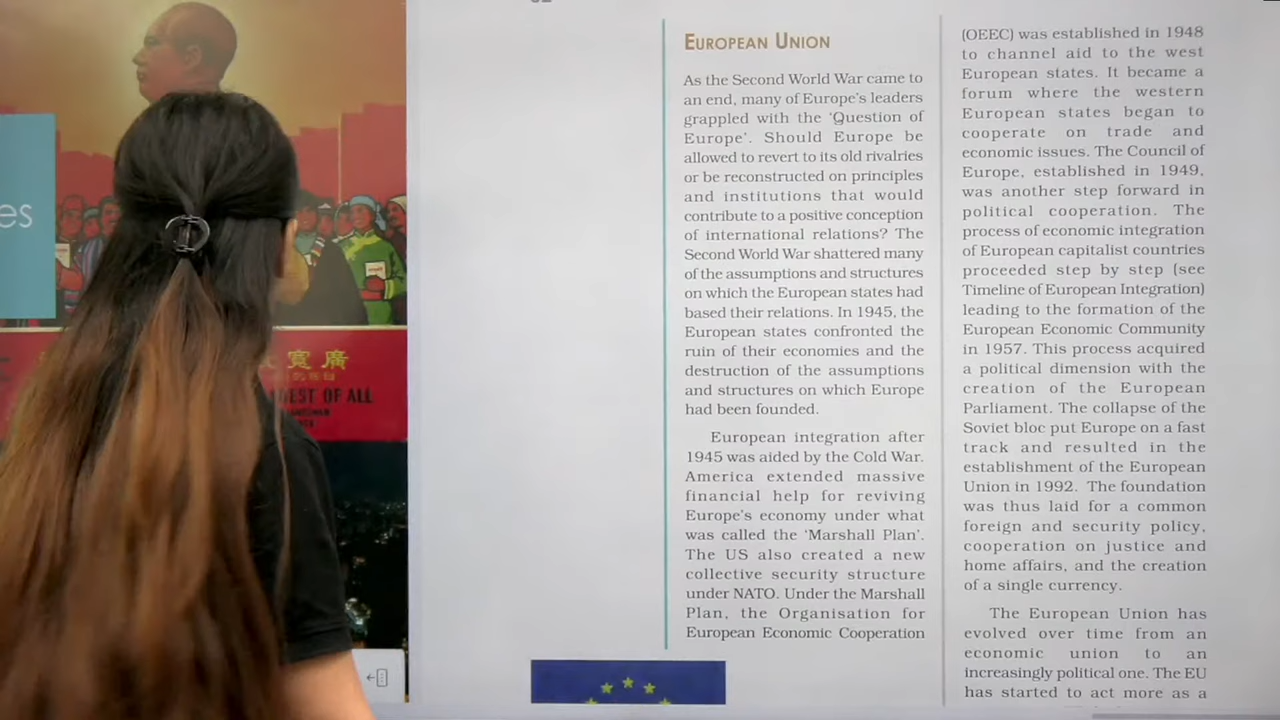 es
寬 廣
EST OF ALL
EUROPEAN UNION
As the Second World War came to
an end, many of Europe's leaders
grappled with the 'Question of
Europe'. Should Europe be
allowed to revert to its old rivalries
or be reconstructed on principles
and institutions that would
contribute to a positive conception
of international relations? The
Second World War shattered many
of the assumptions and structures
on which the European states had
based their relations. In 1945, the
European states confronted the
ruin of their economies and the
destruction of the assumptions
and structures on which Europe
had been founded.
European integration after
1945 was aided by the Cold War.
America extended massive
financial help for reviving
Europe's economy under what
was called the 'Marshall Plan'.
The US also created a new
collective security structure
under NATO. Under the Marshall
Plan, the Organisation for
European Economic Cooperation
(OEEC) was established in 1948
to channel aid to the west
European states. It became a
forum where the western
European states began to
cooperate on trade and
economic issues. The Council of
Europe, established in 1949,
was another step forward in
political cooperation. The
process of economic integration
of European capitalist countries
proceeded step by step (see
Timeline of European Integration)
leading to the formation of the
European Economic Community
in 1957. This process acquired
a political dimension with the
creation of the European
Parliament. The collapse of the
Soviet bloc put Europe on a fast
track and resulted in the
establishment of the European
Union in 1992. The foundation
was thus laid for a common
foreign and security policy,
cooperation on justice and
home affairs, and the creation
of a single currency.
The European Union has
evolved over time from an
economic union to an
increasingly political one. The EU
has started to act more as a